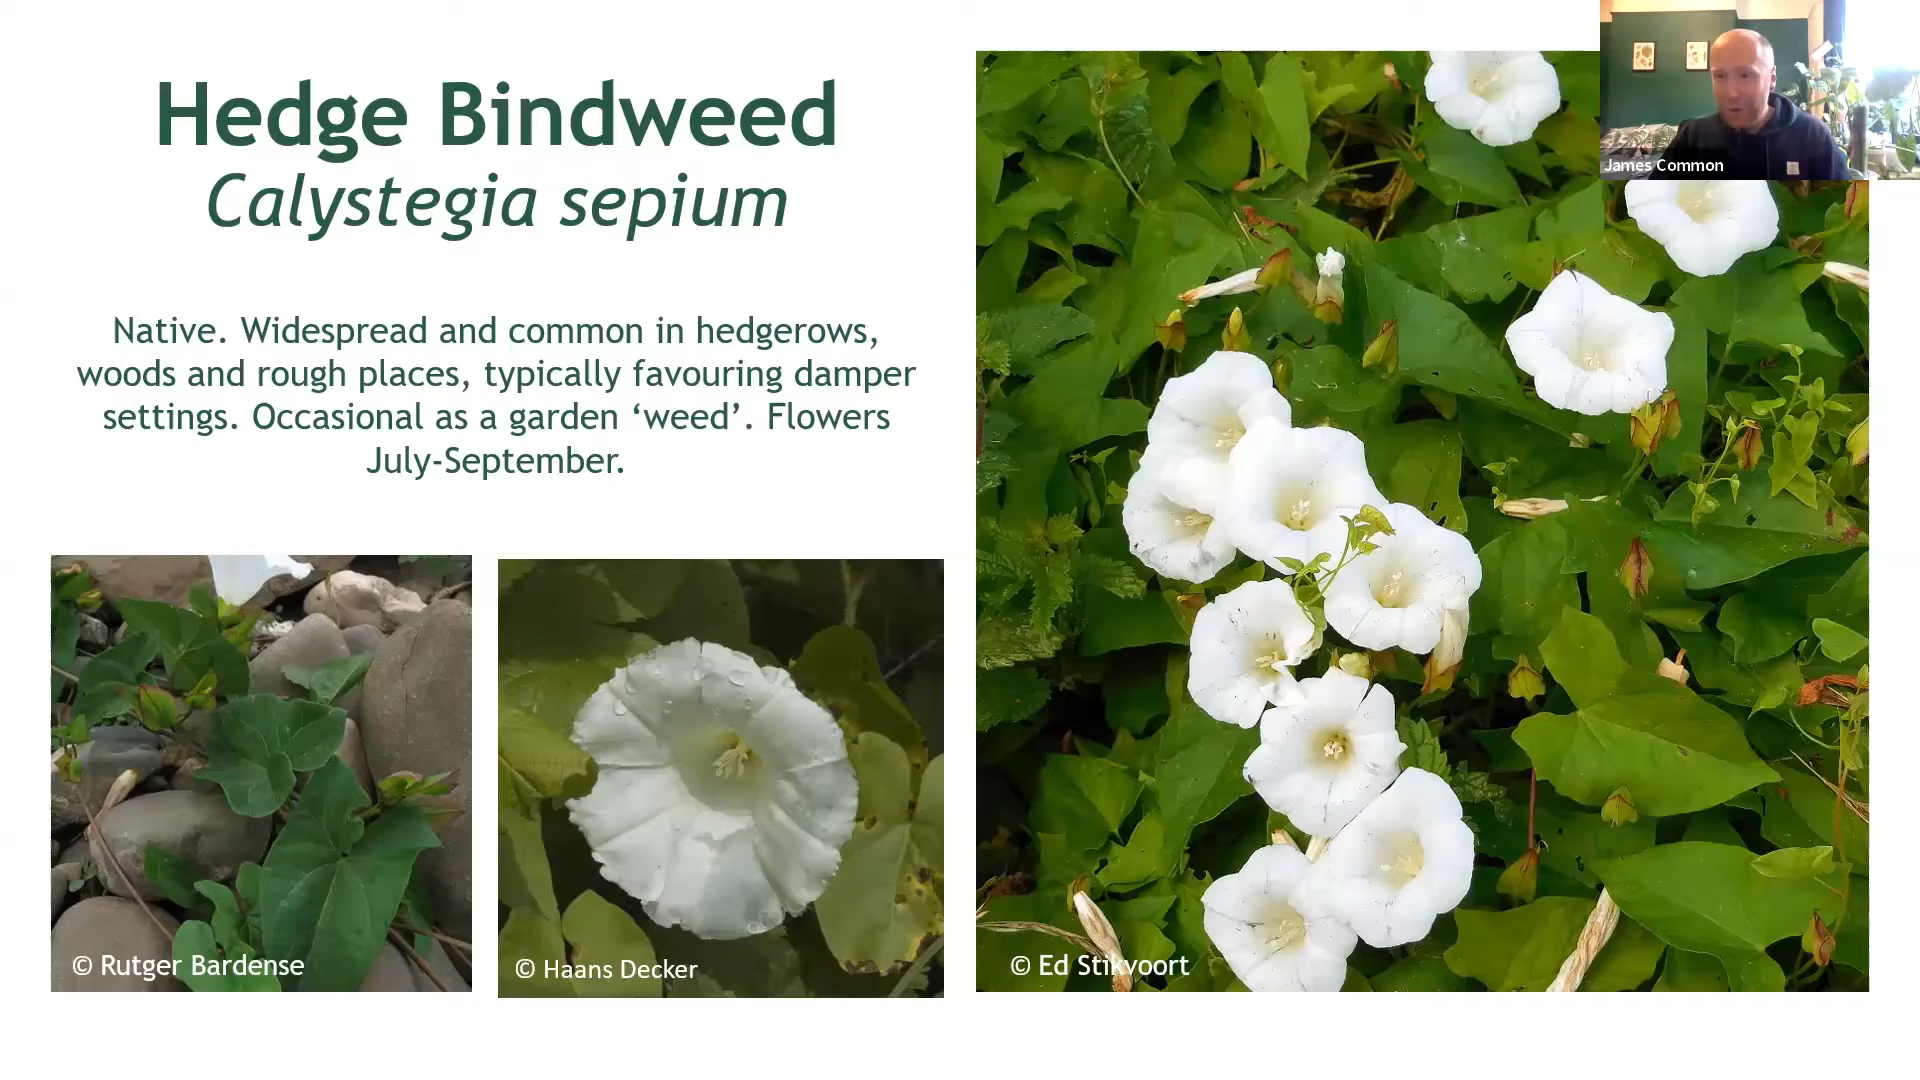 Hedge Bindweed
Calystegia sepium
Native. Widespread and common in hedgerows,
woods and rough places, typically favouring damper
settings. Occasional as a garden ‘weed’. Flowers
July-September.
© Rutger Bardense
© Haans Decker
© Ed Stikvoort
James Common